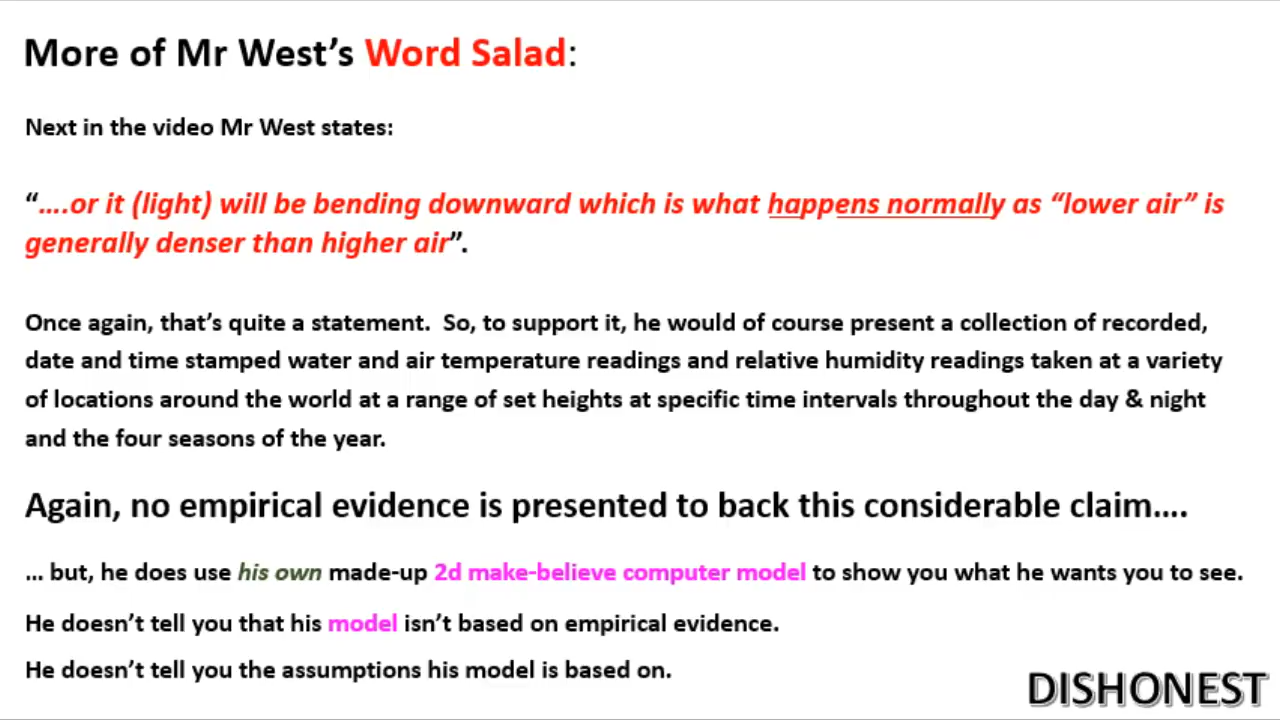 More of Mr West’s Word Salad:
Next in the video Mr West states:
“….or it (light) will be bending downward which is what happens normally as “lower air” is
generally denser than higher air”.
Once again, that’s quite a statement.  So, to support it, he would of course present a collection of recorded,
date and time stamped water and air temperature readings and relative humidity readings taken at a variety
of locations around the world at a range of set heights at specific time intervals throughout the day & night
and the four seasons of the year.
Again, no empirical evidence is presented to back this considerable claim….
… but, he does use his own made-up 2d make-believe computer model to show you what he wants you to see.
He doesn’t tell you that his model isn’t based on empirical evidence.
He doesn’t tell you the assumptions his model is based on.
DISHONEST